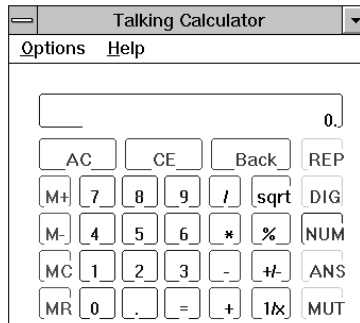 Talking Calculator
Options Help
0.
AC CE Back REP
M+ 7 8 9 / sqrt DIG
M- 4 5 6 * % NUM
MC 1 2 3 - +/- ANS
MR 0 . = + 1/x MUT